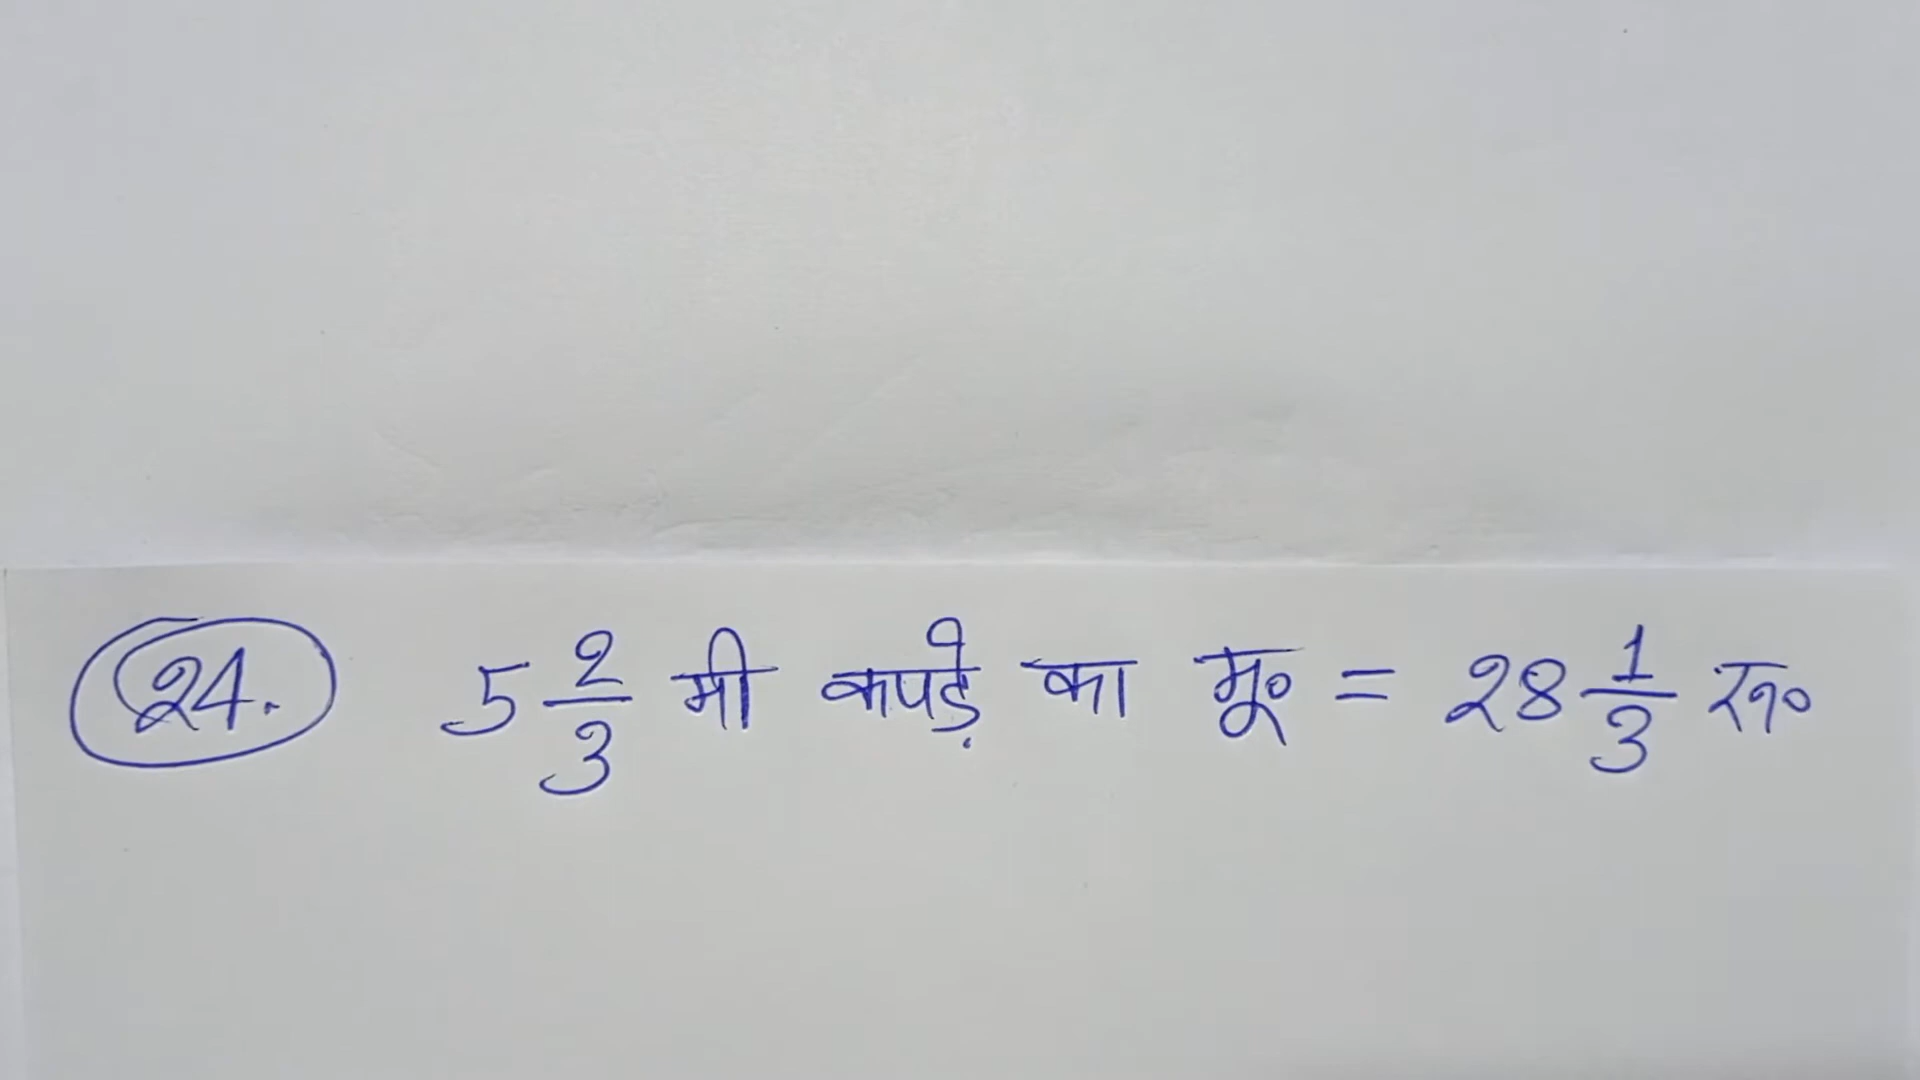 24. 5 2/3 मी कपड़े का मू० = 28 1/3 रु०